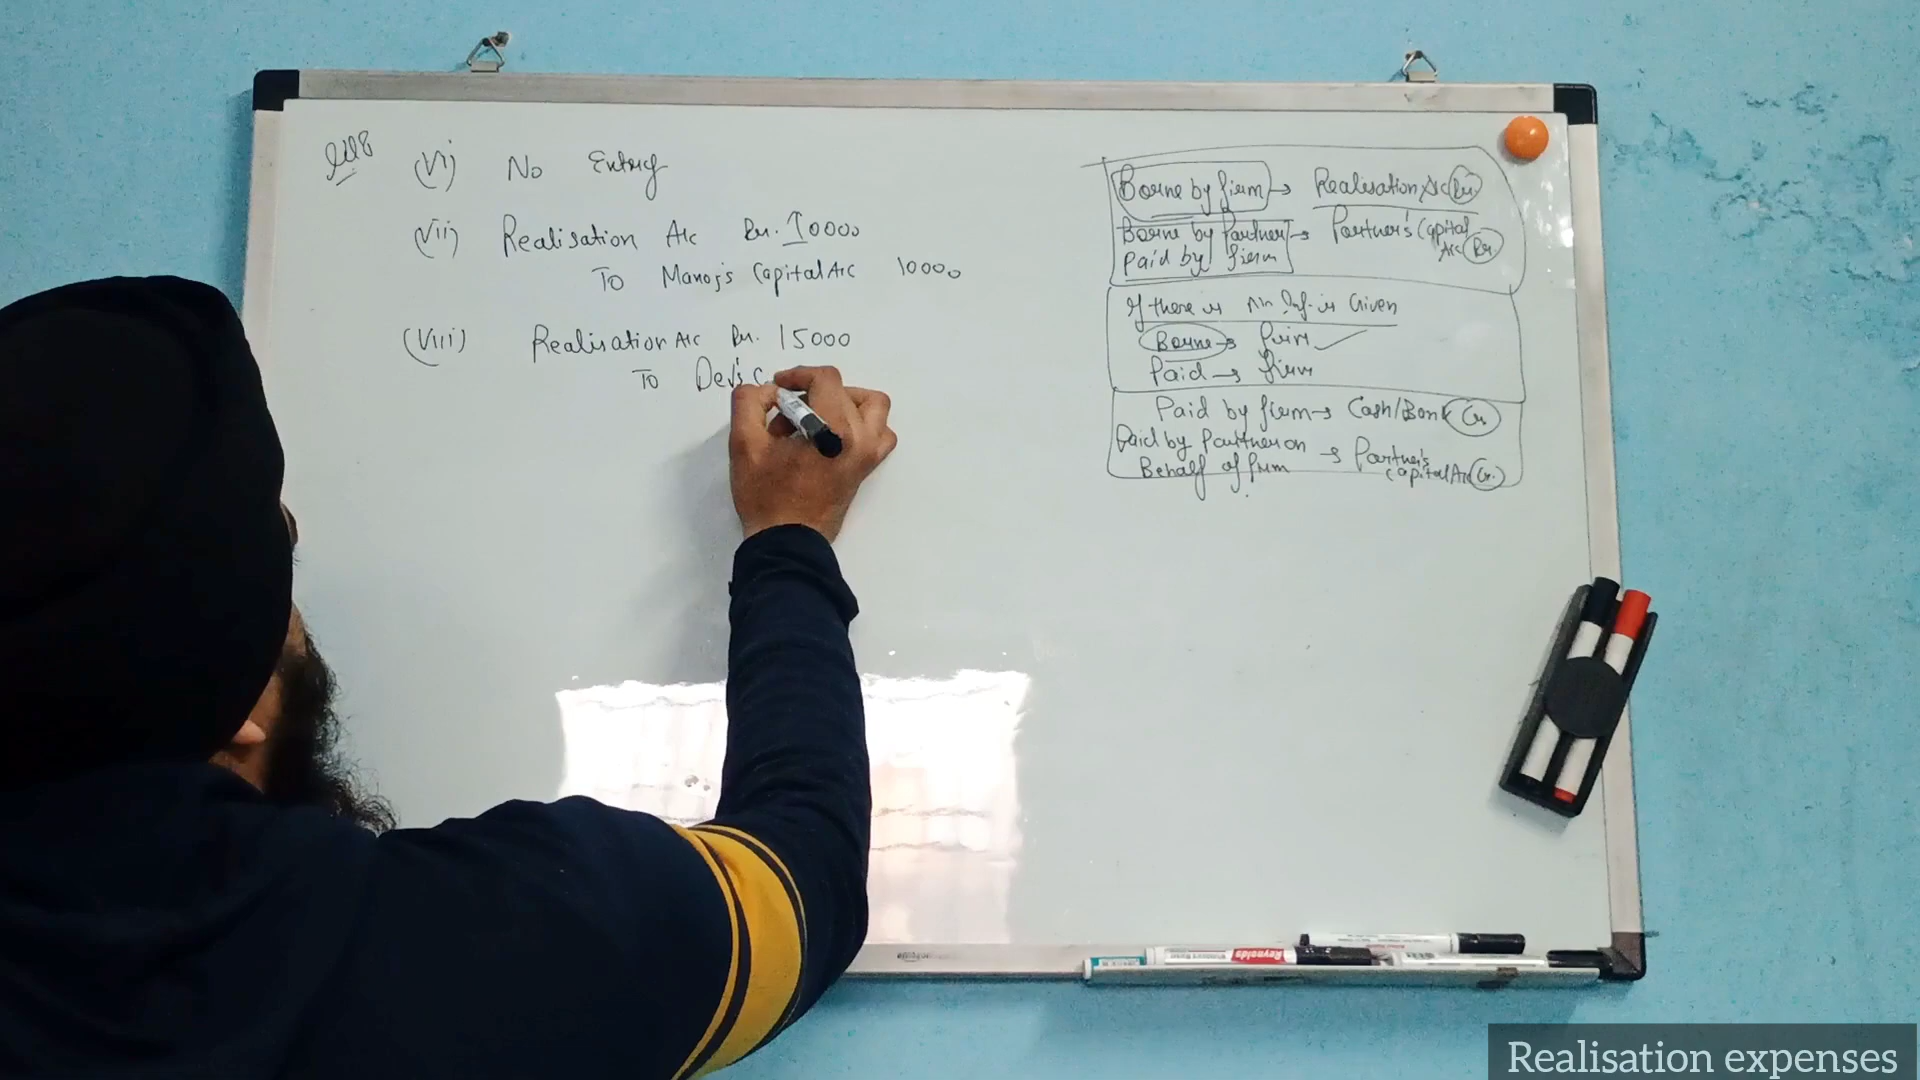 (vi) No Entry
(vii) Realisation A/c Dr. 10000
To Manoj's Capital A/c 10000
(viii) Realisation A/c Dr. 15000
To Dev's C
Borne by firm → Realisation A/c Dr.
Borne by Partner → Partner's Capital
Paid by firm A/c Dr.
If there is no Inf. is Given
Borne → firm
Paid → firm
Paid by firm → Cash/Bank Cr.
Paid by Partner on → Partner's
Behalf of firm Capital A/c Cr.
Reynolds
Realisation expenses